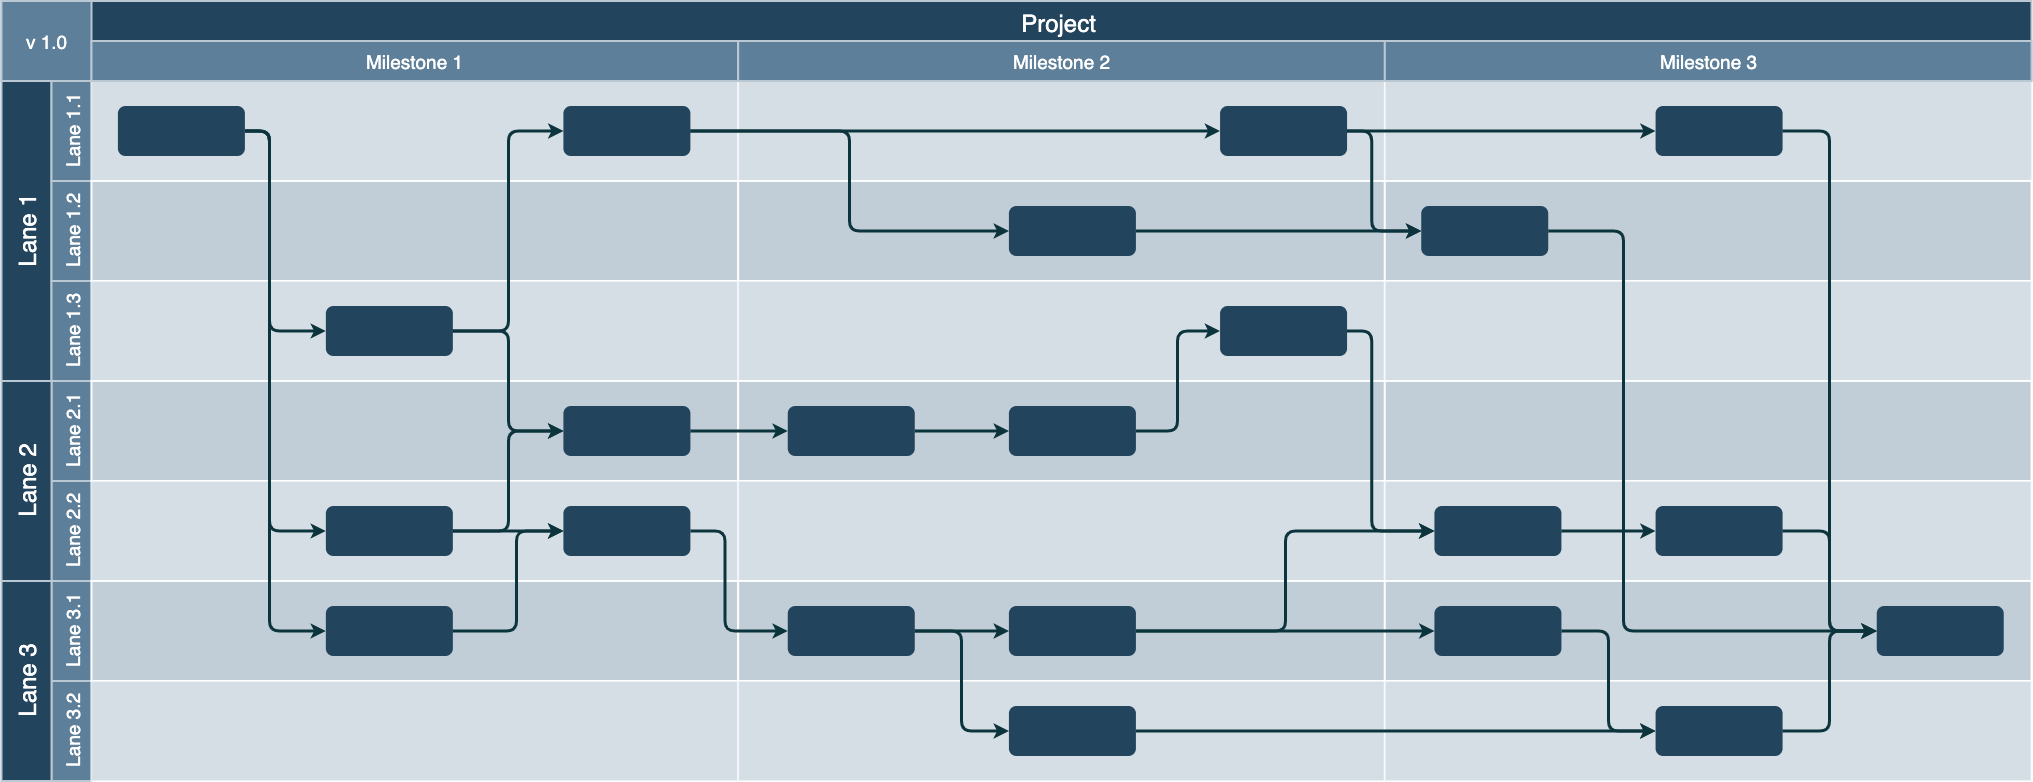 v 1.0
Project
Milestone 1
Milestone 2
Milestone 3
Lane 1
Lane 1.1
Lane 1.2
Lane 1.3
Lane 2
Lane 2.1
Lane 2.2
Lane 3
Lane 3.1
Lane 3.2